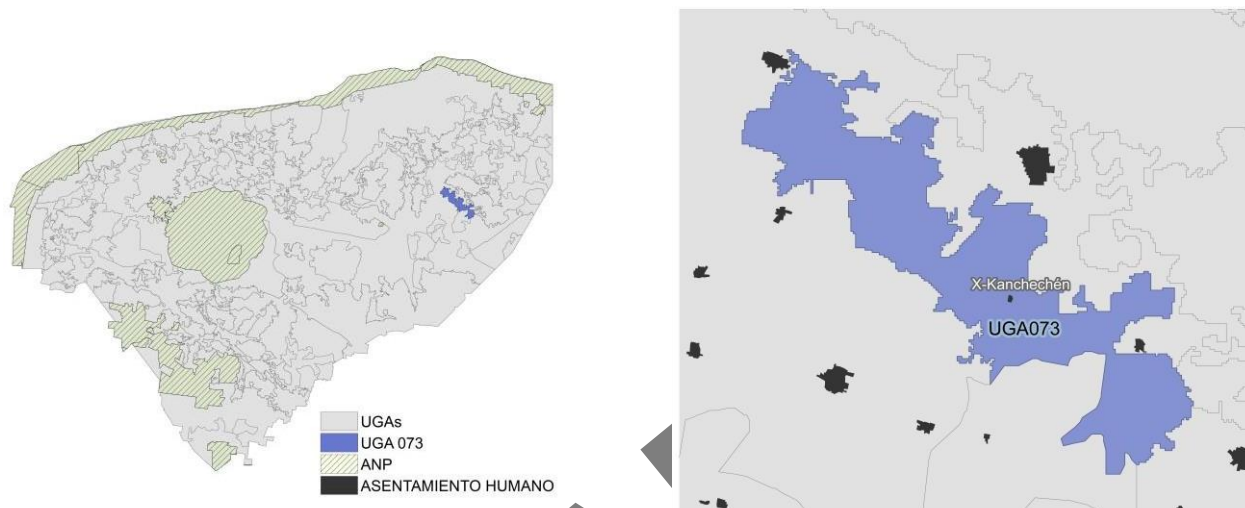 UGAs
UGA 073
ANP
ASENTAMIENTO HUMANO
X-Kanchechén
UGA073